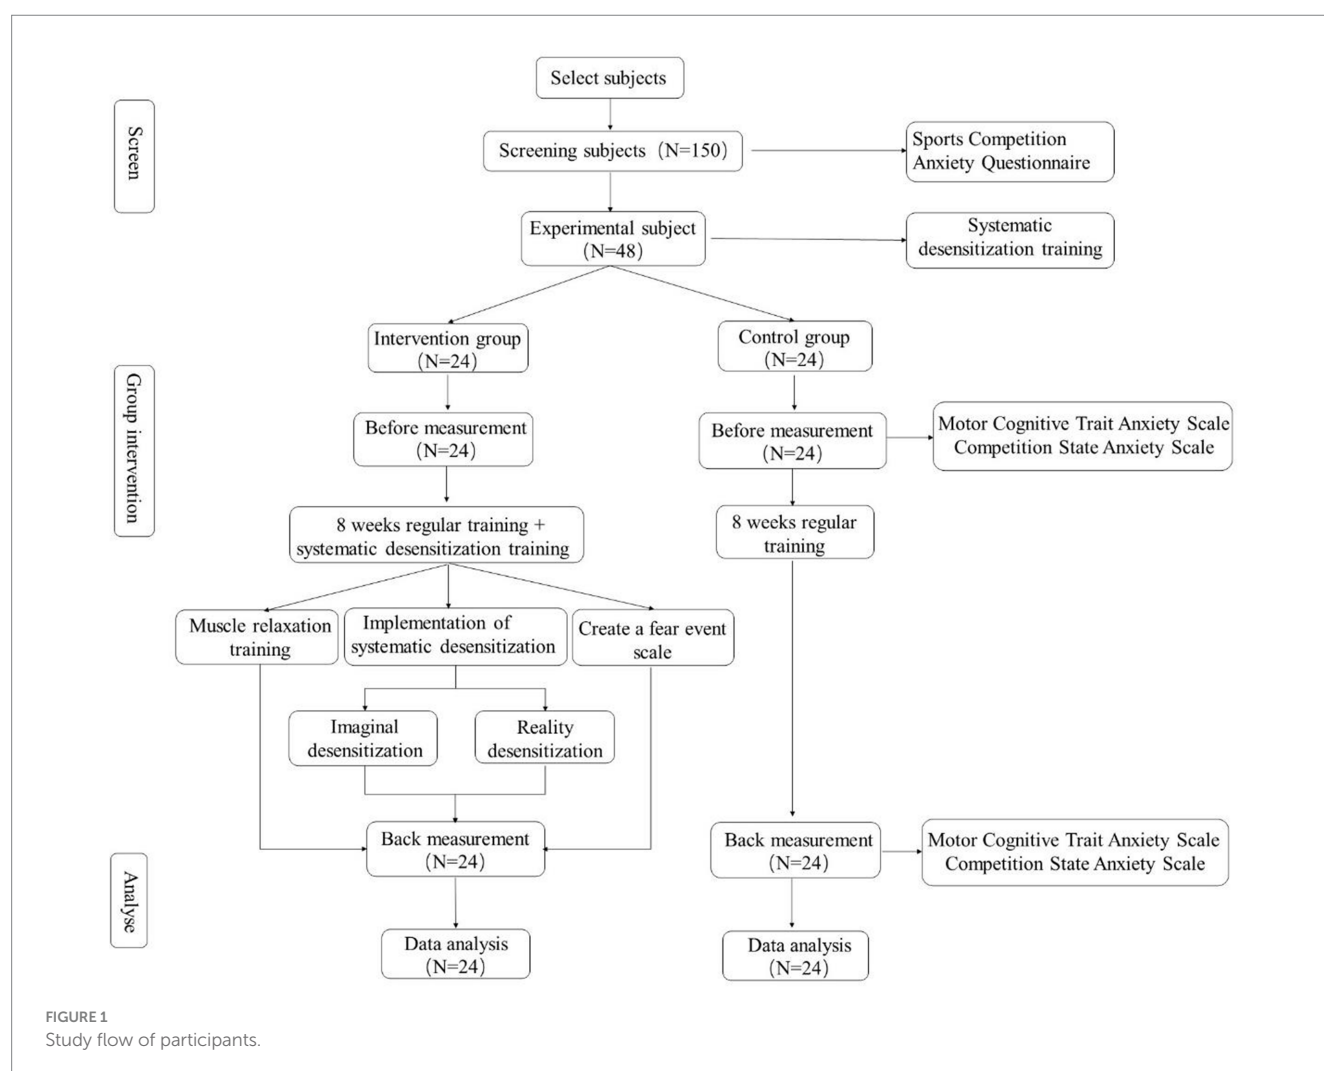 Select subjects
Screen
Screening subjects (N=150)
Sports Competition
Anxiety Questionnaire
Experimental subject
(N=48)
Systematic
desensitization training
Group intervention
Intervention group
(N=24)
Control group
(N=24)
Before measurement
(N=24)
Before measurement
(N=24)
Motor Cognitive Trait Anxiety Scale
Competition State Anxiety Scale
8 weeks regular training +
systematic desensitization training
8 weeks regular
training
Muscle relaxation
training
Implementation of
systematic desensitization
Create a fear event
scale
Imaginal
desensitization
Reality
desensitization
Analyse
Back measurement
(N=24)
Back measurement
(N=24)
Motor Cognitive Trait Anxiety Scale
Competition State Anxiety Scale
Data analysis
(N=24)
Data analysis
(N=24)
FIGURE 1
Study flow of participants.